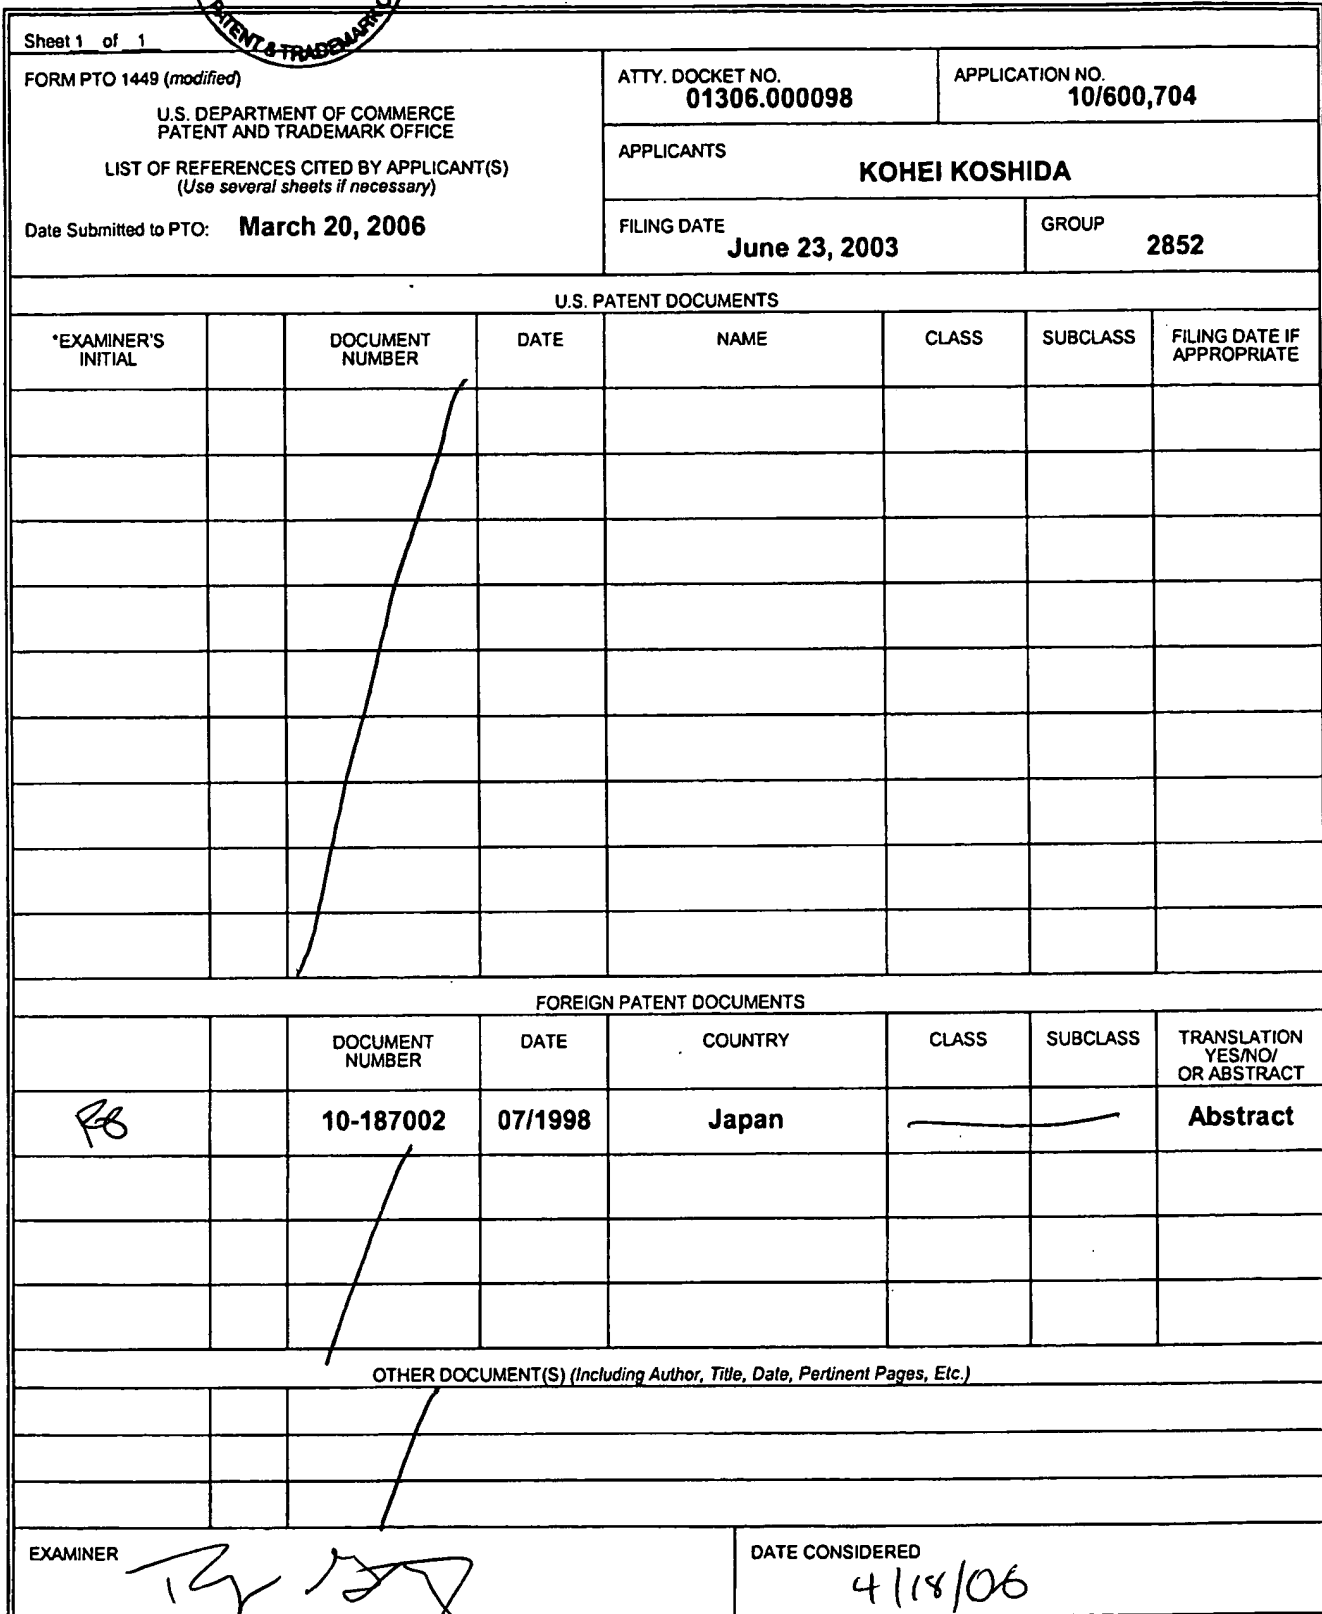 PATENT & TRADEMARK
Sheet 1 of 1
FORM PTO 1449 (modified)
U.S. DEPARTMENT OF COMMERCE
PATENT AND TRADEMARK OFFICE
LIST OF REFERENCES CITED BY APPLICANT(S)
(Use several sheets if necessary)
Date Submitted to PTO: March 20, 2006
ATTY. DOCKET NO.
01306.000098
APPLICATION NO.
10/600,704
APPLICANTS
KOHEI KOSHIDA
FILING DATE
June 23, 2003
GROUP
2852
U.S. PATENT DOCUMENTS
*EXAMINER'S
INITIAL
DOCUMENT
NUMBER
DATE
NAME
CLASS
SUBCLASS
FILING DATE IF
APPROPRIATE
FOREIGN PATENT DOCUMENTS
DOCUMENT
NUMBER
DATE
COUNTRY
CLASS
SUBCLASS
TRANSLATION
YES/NO/
OR ABSTRACT
10-187002
07/1998
Japan
Abstract
OTHER DOCUMENT(S) (Including Author, Title, Date, Pertinent Pages, Etc.)
EXAMINER
DATE CONSIDERED
4/18/06